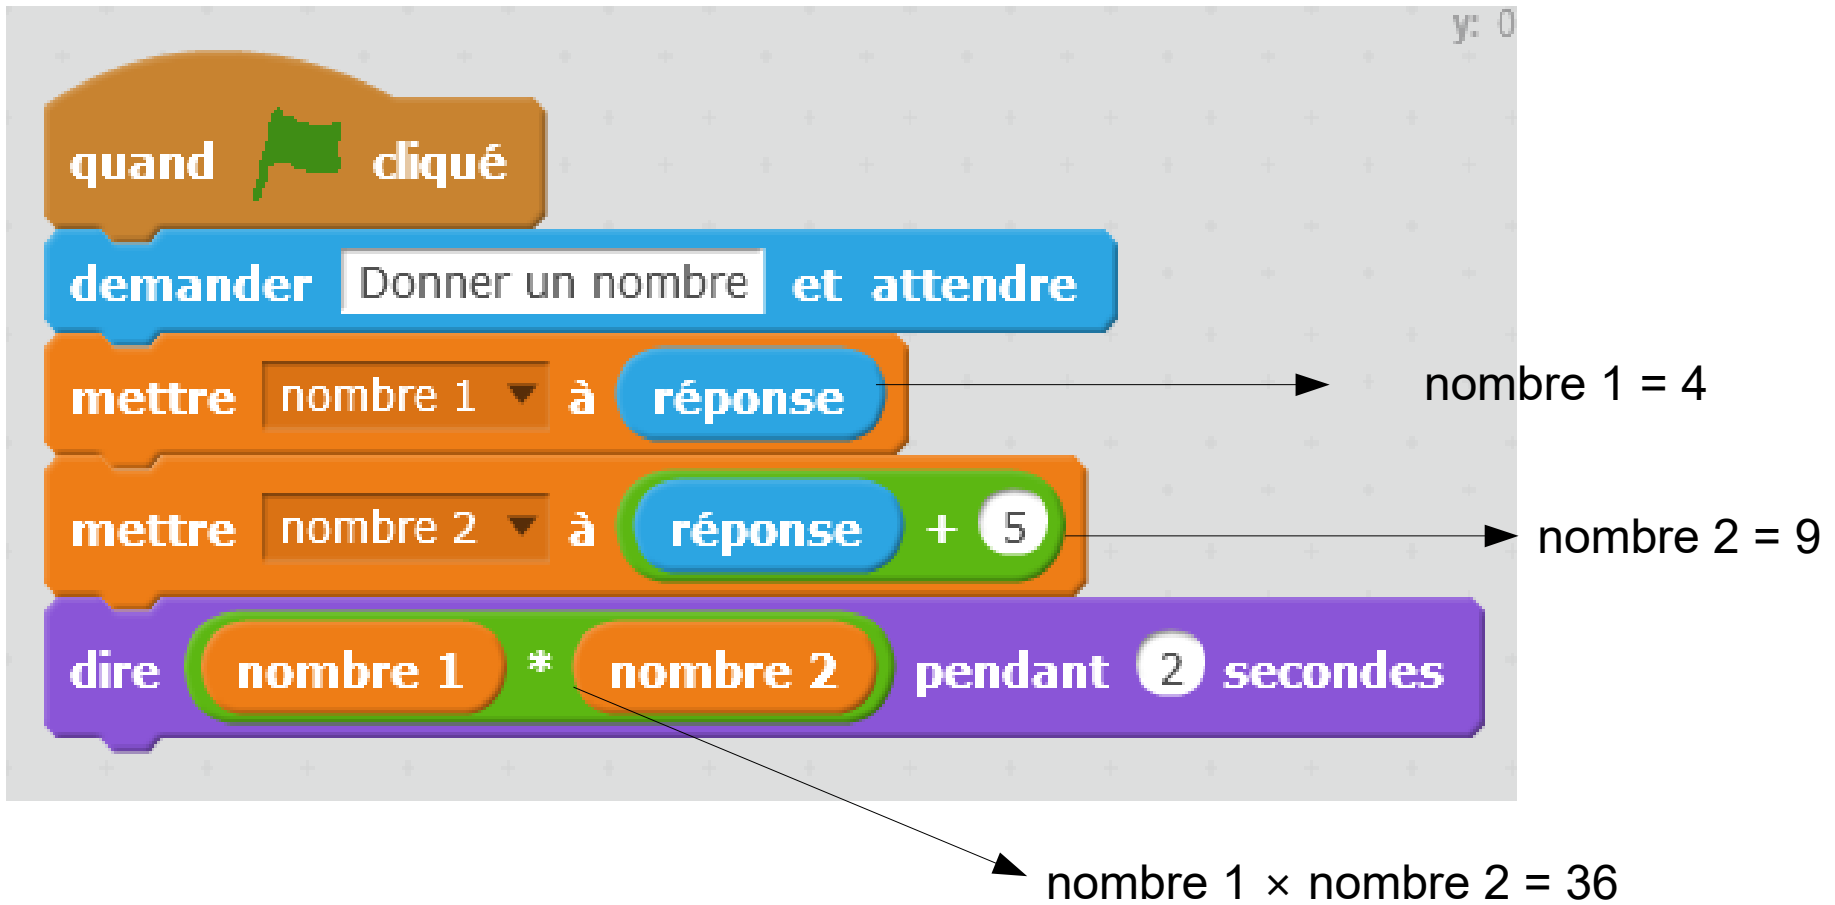 y: 0
quand cliqué
demander Donner un nombre et attendre
mettre nombre 1 à réponse
nombre 1 = 4
mettre nombre 2 à réponse + 5
nombre 2 = 9
dire nombre 1 * nombre 2 pendant 2 secondes
nombre 1 × nombre 2 = 36